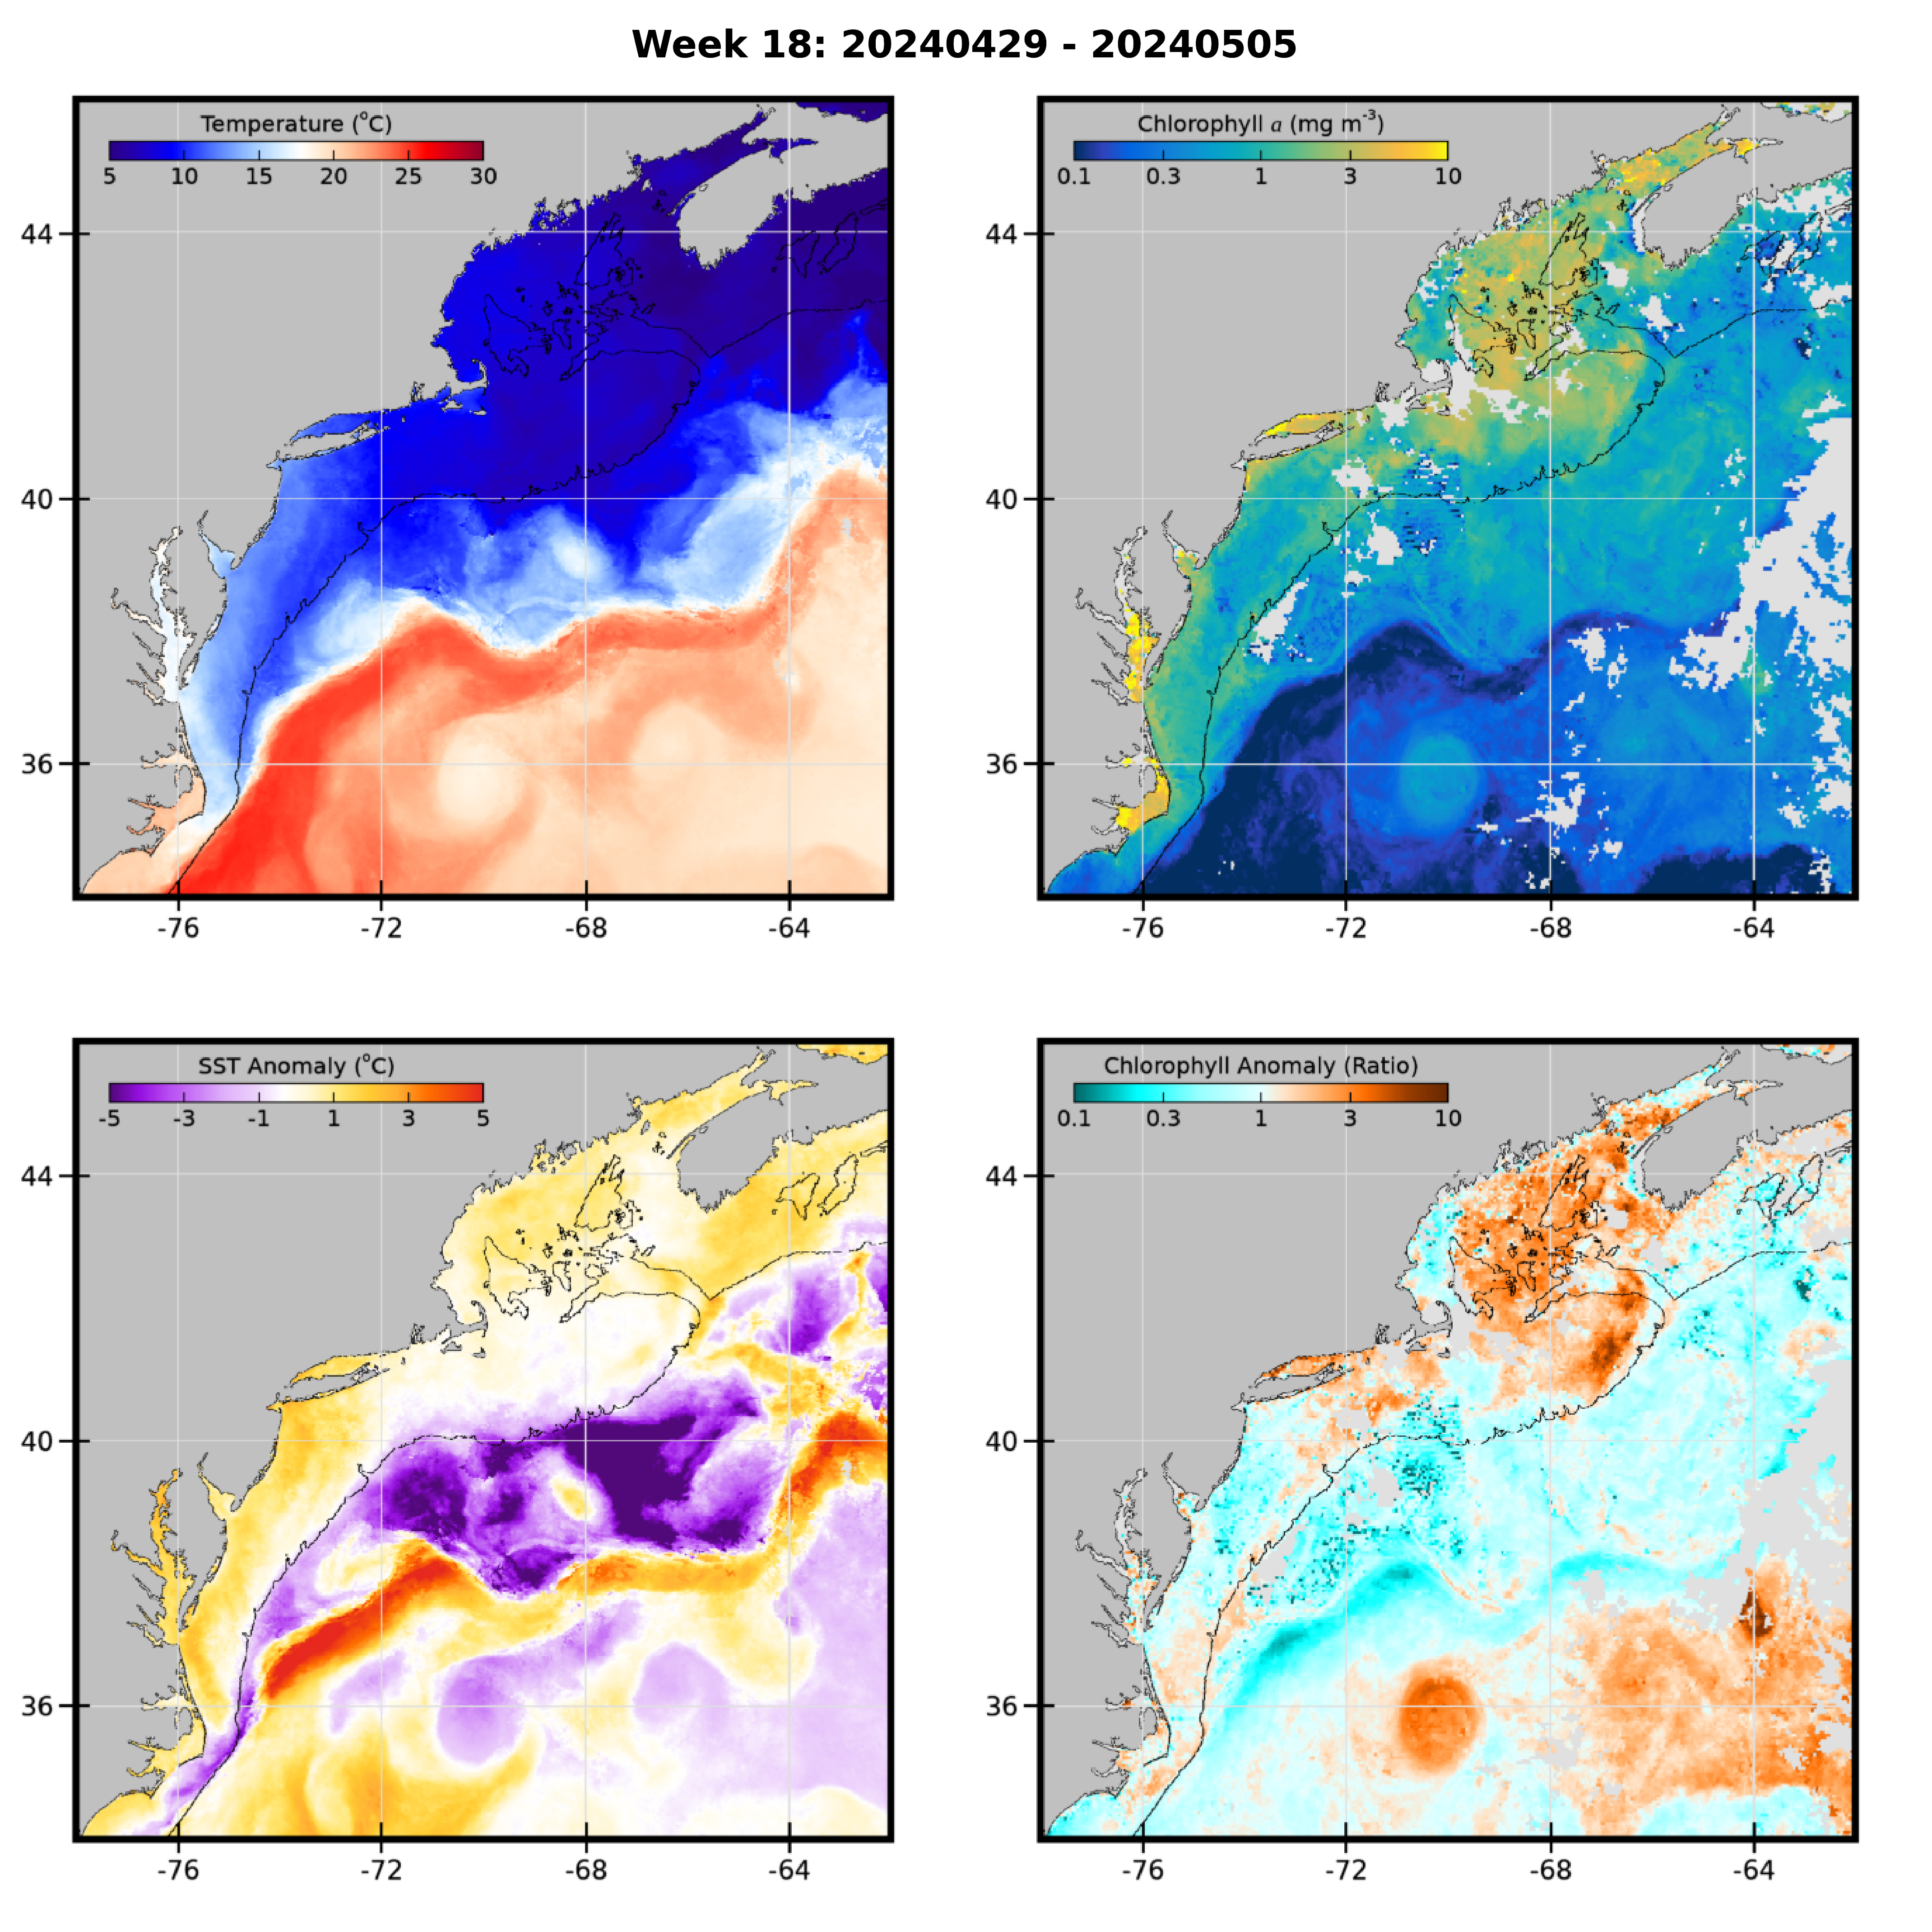 Week 18: 20240429 - 20240505
Temperature (°C)
5 10 15 20 25 30
44
40
36
-76 -72 -68 -64
Chlorophyll a (mg m⁻³)
0.1 0.3 1 3 10
44
40
36
-76 -72 -68 -64
SST Anomaly (°C)
-5 -3 -1 1 3 5
44
40
36
-76 -72 -68 -64
Chlorophyll Anomaly (Ratio)
0.1 0.3 1 3 10
44
40
36
-76 -72 -68 -64